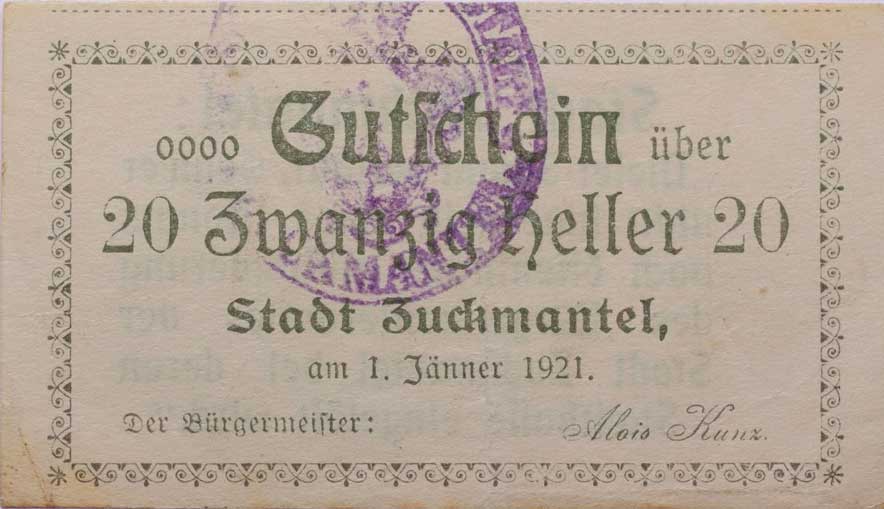 0000 Gutschein über
20 Zwanzig Heller 20
Stadt Zuckmantel,
am 1. Jänner 1921.
Der Bürgermeister: Alois Kunz.